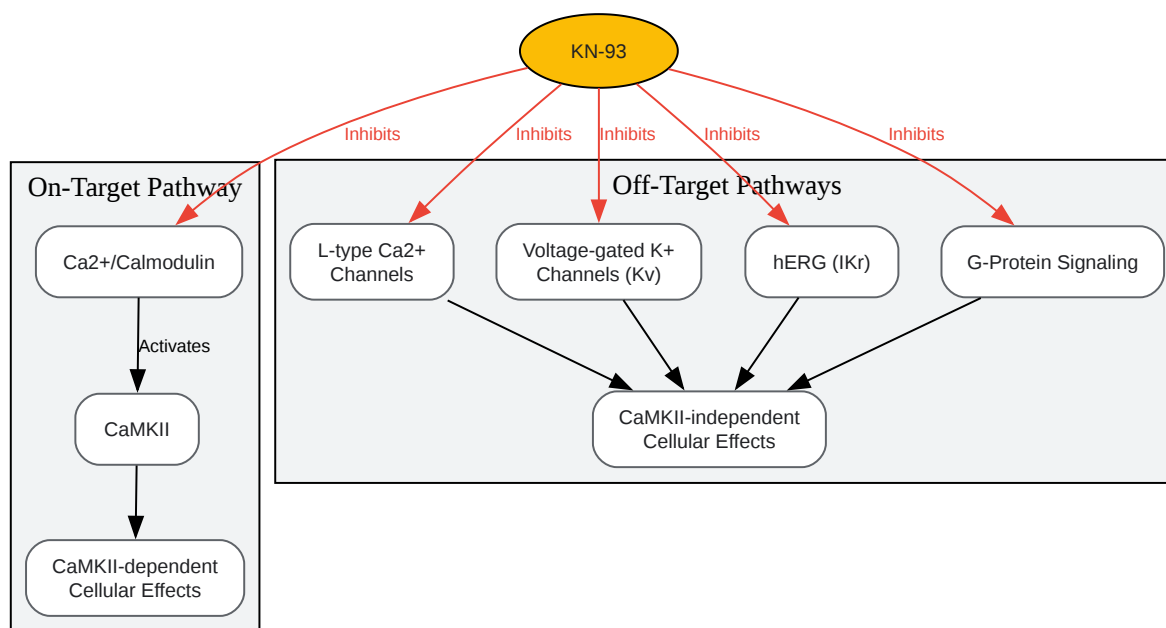 KN-93
Inhibits
Inhibits
Inhibits
Inhibits
Inhibits
On-Target Pathway
Off-Target Pathways
Ca2+/Calmodulin
L-type Ca2+
Channels
Voltage-gated K+
Channels (Kv)
hERG (IKr)
G-Protein Signaling
Activates
CaMKII
CaMKII-independent
Cellular Effects
CaMKII-dependent
Cellular Effects